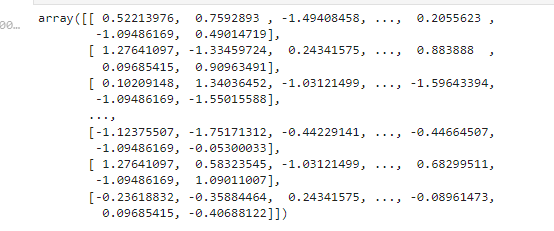 00...
array([[ 0.52213976,  0.7592893 , -1.49408458, ...,  0.2055623 ,
        -1.09486169,  0.49014719],
       [ 1.27641097, -1.33459724,  0.24341575, ...,  0.883888  ,
         0.09685415,  0.90963491],
       [ 0.10209148,  1.34036452, -1.03121499, ..., -1.59643394,
        -1.09486169, -1.55015588],
       ...,
       [-1.12375507, -1.75171312, -0.44229141, ..., -0.44664507,
        -1.09486169, -0.05300033],
       [ 1.27641097,  0.58323545, -1.03121499, ...,  0.68299511,
        -1.09486169,  1.09011007],
       [-0.23618832, -0.35884464,  0.24341575, ..., -0.08961473,
         0.09685415, -0.40688122]])